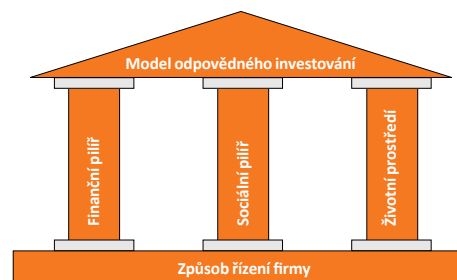 Model odpovědného investování
Finanční pilíř
Sociální pilíř
Životní prostředí
Způsob řízení firmy